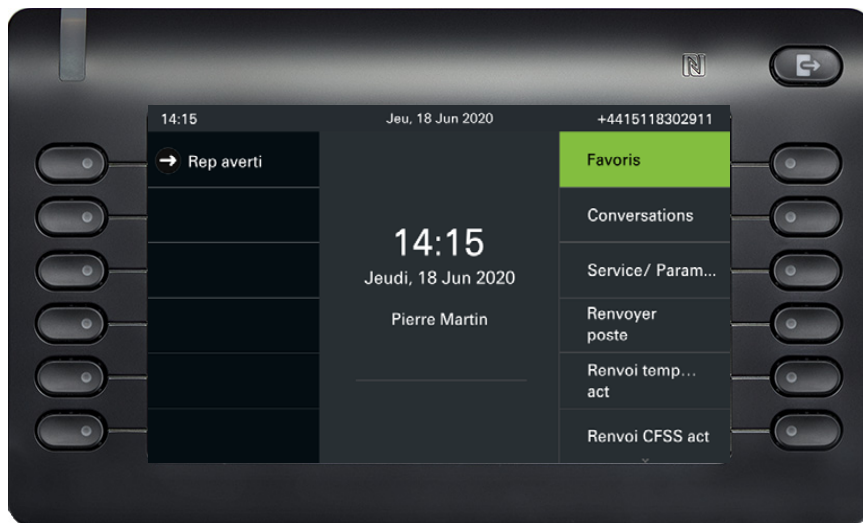 14:15
Jeu, 18 Jun 2020
+4415118302911
Rep averti
14:15
Jeudi, 18 Jun 2020
Pierre Martin
Favoris
Conversations
Service/ Param...
Renvoyer
poste
Renvoi temp...
act
Renvoi CFSS act